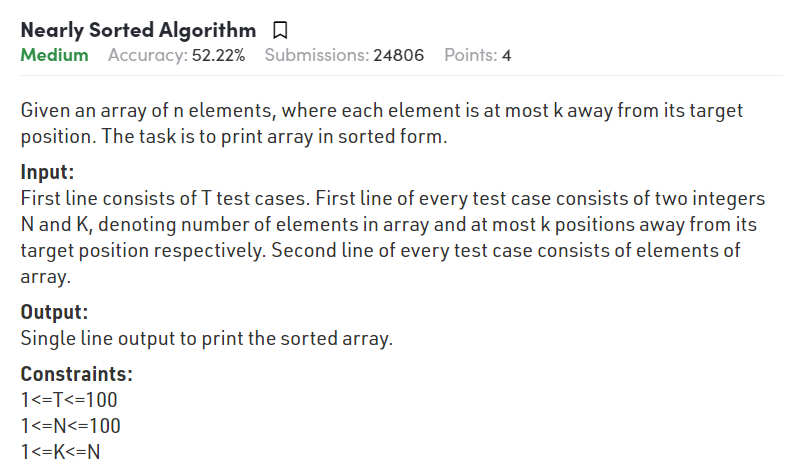 Nearly Sorted Algorithm
Medium Accuracy: 52.22% Submissions: 24806 Points: 4
Given an array of n elements, where each element is at most k away from its target
position. The task is to print array in sorted form.
Input:
First line consists of T test cases. First line of every test case consists of two integers
N and K, denoting number of elements in array and at most k positions away from its
target position respectively. Second line of every test case consists of elements of
array.
Output:
Single line output to print the sorted array.
Constraints:
1<=T<=100
1<=N<=100
1<=K<=N